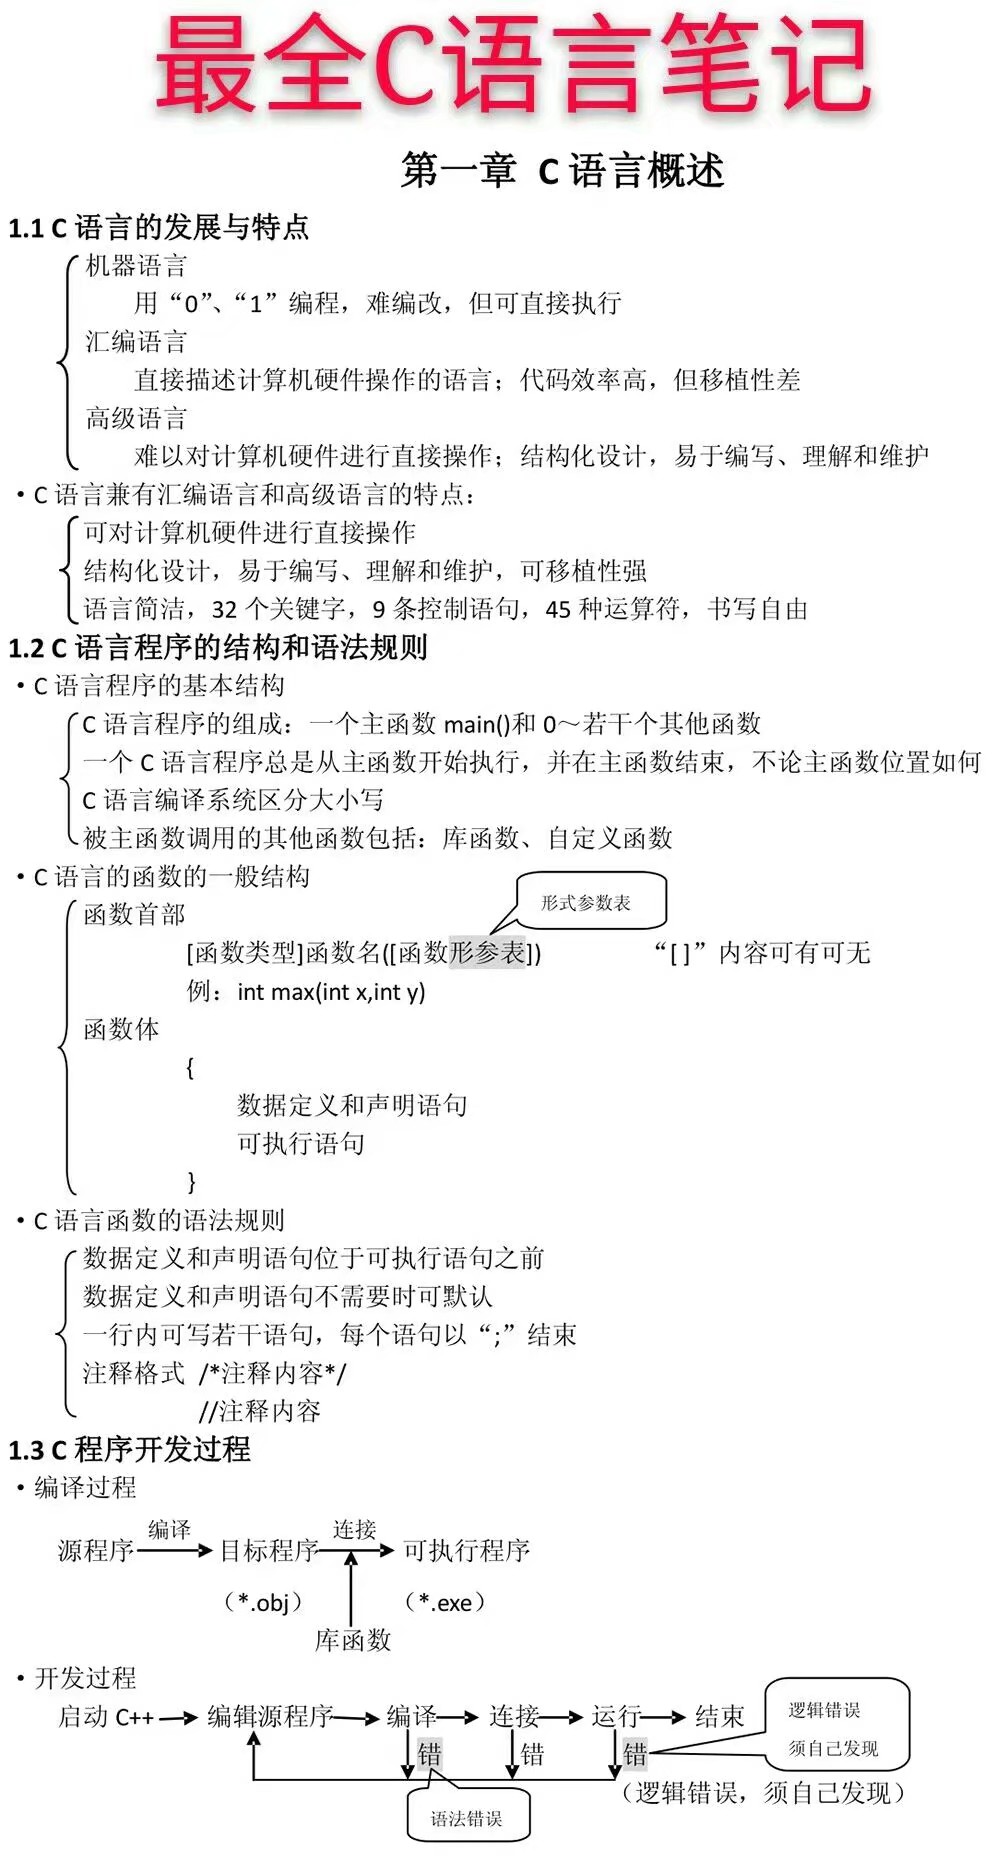 最全C语言笔记
第一章 C 语言概述
1.1 C 语言的发展与特点
机器语言
用“0”、“1”编程，难编改，但可直接执行
汇编语言
直接描述计算机硬件操作的语言；代码效率高，但移植性差
高级语言
难以对计算机硬件进行直接操作；结构化设计，易于编写、理解和维护
·C 语言兼有汇编语言和高级语言的特点：
可对计算机硬件进行直接操作
结构化设计，易于编写、理解和维护，可移植性强
语言简洁，32 个关键字，9 条控制语句，45 种运算符，书写自由
1.2 C 语言程序的结构和语法规则
·C 语言程序的基本结构
C 语言程序的组成：一个主函数 main()和 0～若干个其他函数
一个 C 语言程序总是从主函数开始执行，并在主函数结束，不论主函数位置如何
C 语言编译系统区分大小写
被主函数调用的其他函数包括：库函数、自定义函数
·C 语言的函数的一般结构
形式参数表
函数首部
[函数类型]函数名([函数形参表]) “[ ]”内容可有可无
例：int max(int x,int y)
函数体
{
数据定义和声明语句
可执行语句
}
·C 语言函数的语法规则
数据定义和声明语句位于可执行语句之前
数据定义和声明语句不需要时可默认
一行内可写若干语句，每个语句以“;”结束
注释格式 /*注释内容*/
//注释内容
1.3 C 程序开发过程
·编译过程
编译 连接
源程序 目标程序 可执行程序
（*.obj） （*.exe）
库函数
·开发过程
启动 C++ 编辑源程序 编译 连接 运行 结束
逻辑错误
须自己发现
错 错 错
（逻辑错误，须自己发现）
语法错误